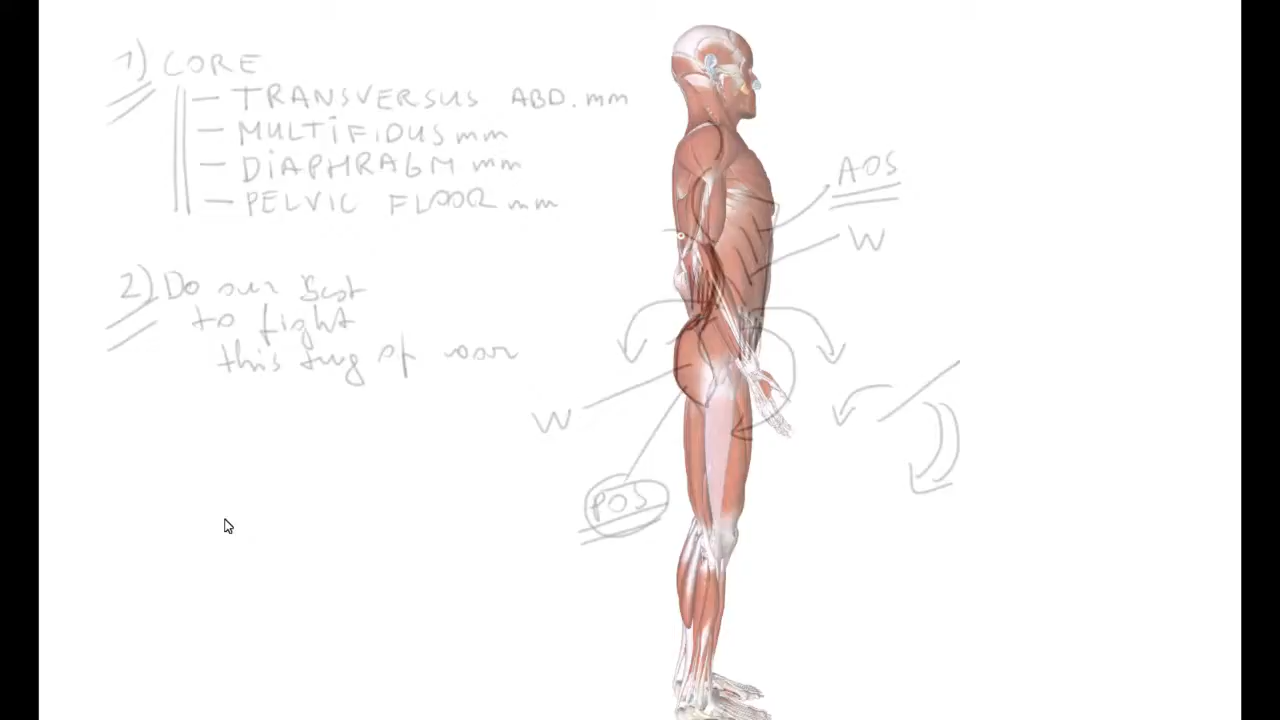 1) CORE
- TRANSVERSUS ABD. mm
- MULTIFIDUS mm
- DIAPHRAGM mm
- PELVIC FLOOR mm
2) Do our best
to fight
this tug of war
AOS
W
W
POS